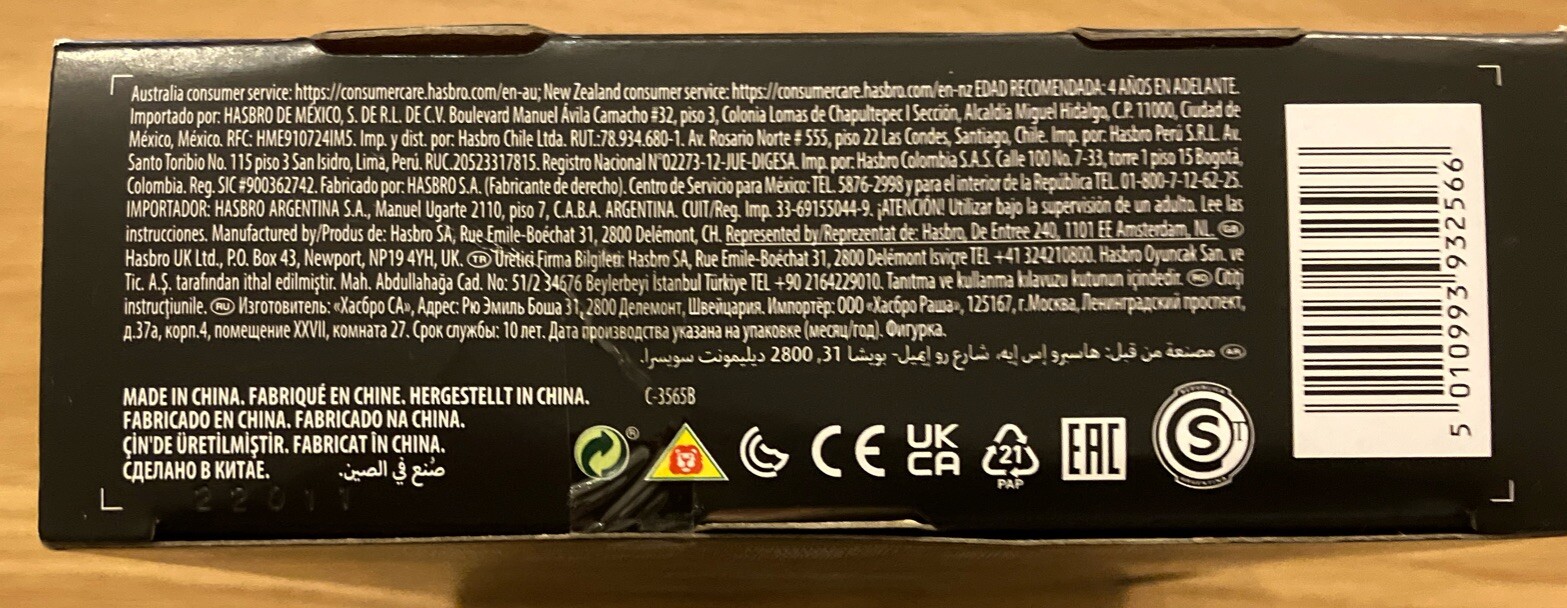 Australia consumer service: https://consumercare.hasbro.com/en-au; New Zealand consumer service: https://consumercare.hasbro.com/en-nz EDAD RECOMENDADA: 4 AÑOS EN ADELANTE.
Importado por: HASBRO DE MÉXICO, S. DE R.L. DE C.V. Boulevard Manuel Ávila Camacho #32, piso 3, Colonia Lomas de Chapultepec I Sección, Alcaldía Miguel Hidalgo, C.P. 11000, Ciudad de
México, México. RFC: HME910724IM5. Imp. y dist. por: Hasbro Chile Ltda. RUT.:78.934.680-1. Av. Rosario Norte # 555, piso 22 Las Condes, Santiago, Chile. Imp. por: Hasbro Perú S.R.L. Av.
Santo Toribio No. 115 piso 3 San Isidro, Lima, Perú. RUC.20523317815. Registro Nacional N°02273-12-JUE-DIGESA. Imp. por: Hasbro Colombia S.A.S. Calle 100 No. 7-33, torre 1 piso 15 Bogotá,
Colombia. Reg. SIC #900362742. Fabricado por: HASBRO S.A. (Fabricante de derecho). Centro de Servicio para México: TEL. 5876-2998 y para el interior de la República TEL. 01-800-7-12-62-25.
IMPORTADOR: HASBRO ARGENTINA S.A., Manuel Ugarte 2110, piso 7, C.A.B.A. ARGENTINA. CUIT/Reg. Imp. 33-69155044-9. ¡ATENCIÓN! Utilizar bajo la supervisión de un adulto. Lee las
instrucciones. Manufactured by/Produs de: Hasbro SA, Rue Emile-Boéchat 31, 2800 Delémont, CH. Represented by/Reprezentat de: Hasbro, De Entree 240, 1101 EE Amsterdam, NL. GB
Hasbro UK Ltd., P.O. Box 43, Newport, NP19 4YH, UK. TR Üretici Firma Bilgileri: Hasbro SA, Rue Emile-Boéchat 31, 2800 Delémont İsviçre TEL +41 324210800. Hasbro Oyuncak San. ve
Tic. A.Ş. tarafından ithal edilmiştir. Mah. Abdullahağa Cad. No: 51/2 34676 Beylerbeyi İstanbul Türkiye TEL +90 2164229010. Tanıtma ve kullanma kılavuzu kutunun içindedir. RO Citiți
instrucțiunile. RU Изготовитель: «Хасбро СА», Адрес: Рю Эмиль Боша 31, 2800 Делемонт, Швейцария. Импортёр: ООО «Хасбро Раша», 125167, г.Москва, Ленинградский проспект,
д.37а, корп.4, помещение XXVII, комната 27. Срок службы: 10 лет. Дата производства указана на упаковке (месяц/год). Фигурка.
AR مصنعة من قبل: هاسبرو إس إيه، شارع رو إيميل- بويشا 31, 2800 ديليمونت سويسرا.
MADE IN CHINA. FABRIQUÉ EN CHINE. HERGESTELLT IN CHINA.
FABRICADO EN CHINA. FABRICADO NA CHINA.
ÇİN'DE ÜRETİLMİŞTİR. FABRICAT ÎN CHINA.
СДЕЛАНО В КИТАЕ. صُنع في الصين.
22011
C-3565B
CE
UK
CA
21
PAP
EAC
S
ARGENTINA
5 010993 932566